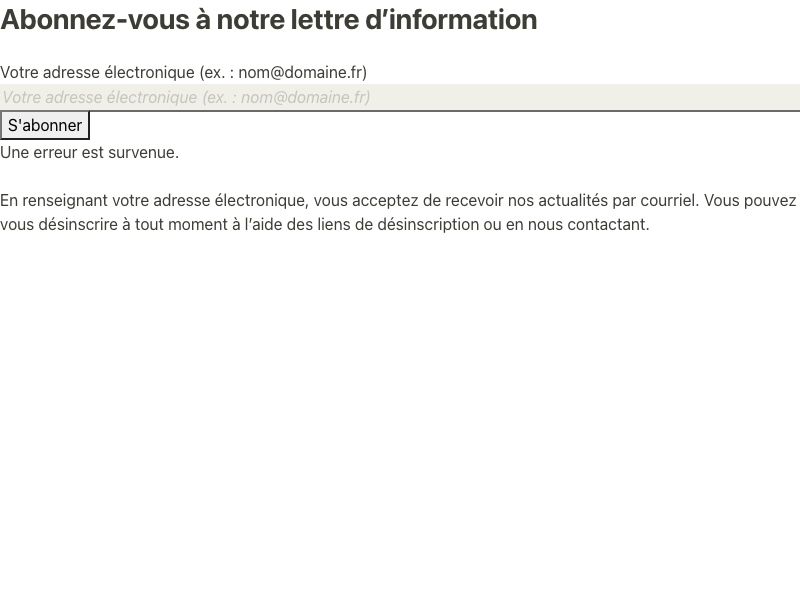 Abonnez-vous à notre lettre d’information
Votre adresse électronique (ex. : nom@domaine.fr)
Votre adresse électronique (ex. : nom@domaine.fr)
S'abonner
Une erreur est survenue.
En renseignant votre adresse électronique, vous acceptez de recevoir nos actualités par courriel. Vous pouvez
vous désinscrire à tout moment à l’aide des liens de désinscription ou en nous contactant.